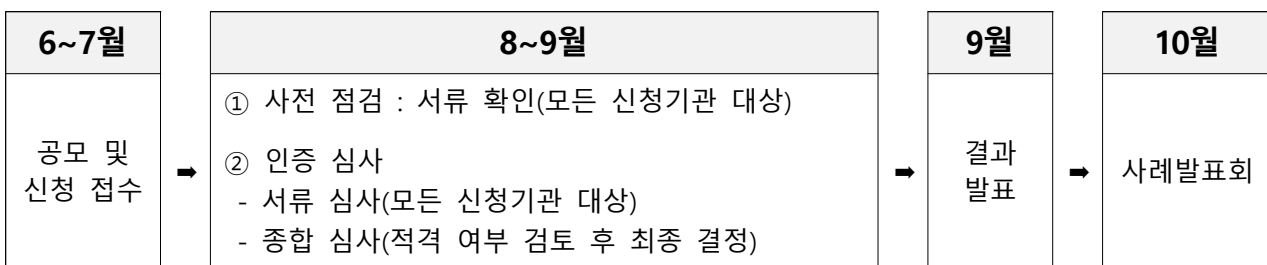 6~7월
8~9월
9월
10월
공모 및
신청 접수
➡
① 사전 점검 : 서류 확인(모든 신청기관 대상)
② 인증 심사
- 서류 심사(모든 신청기관 대상)
- 종합 심사(적격 여부 검토 후 최종 결정)
➡
결과
발표
➡
사례발표회